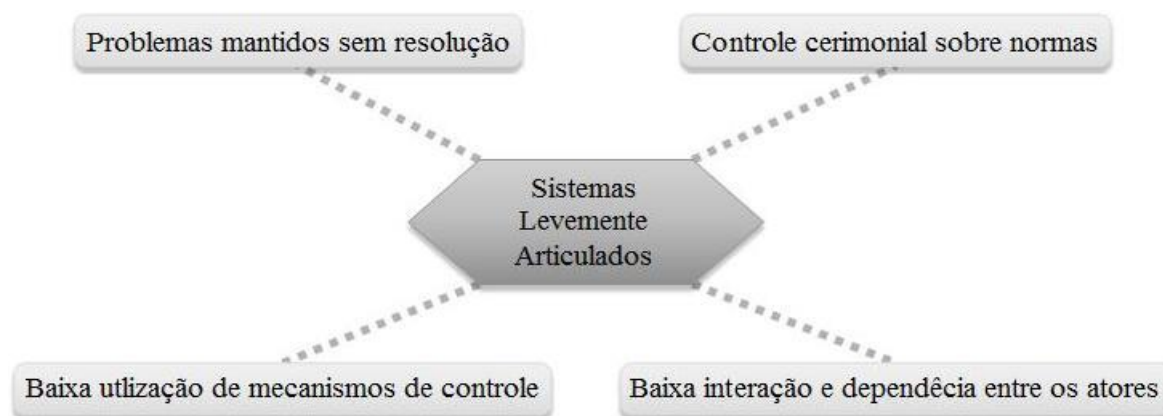 Problemas mantidos sem resolução
Controle cerimonial sobre normas
Sistemas
Levemente
Articulados
Baixa utlização de mecanismos de controle
Baixa interação e dependêcia entre os atores